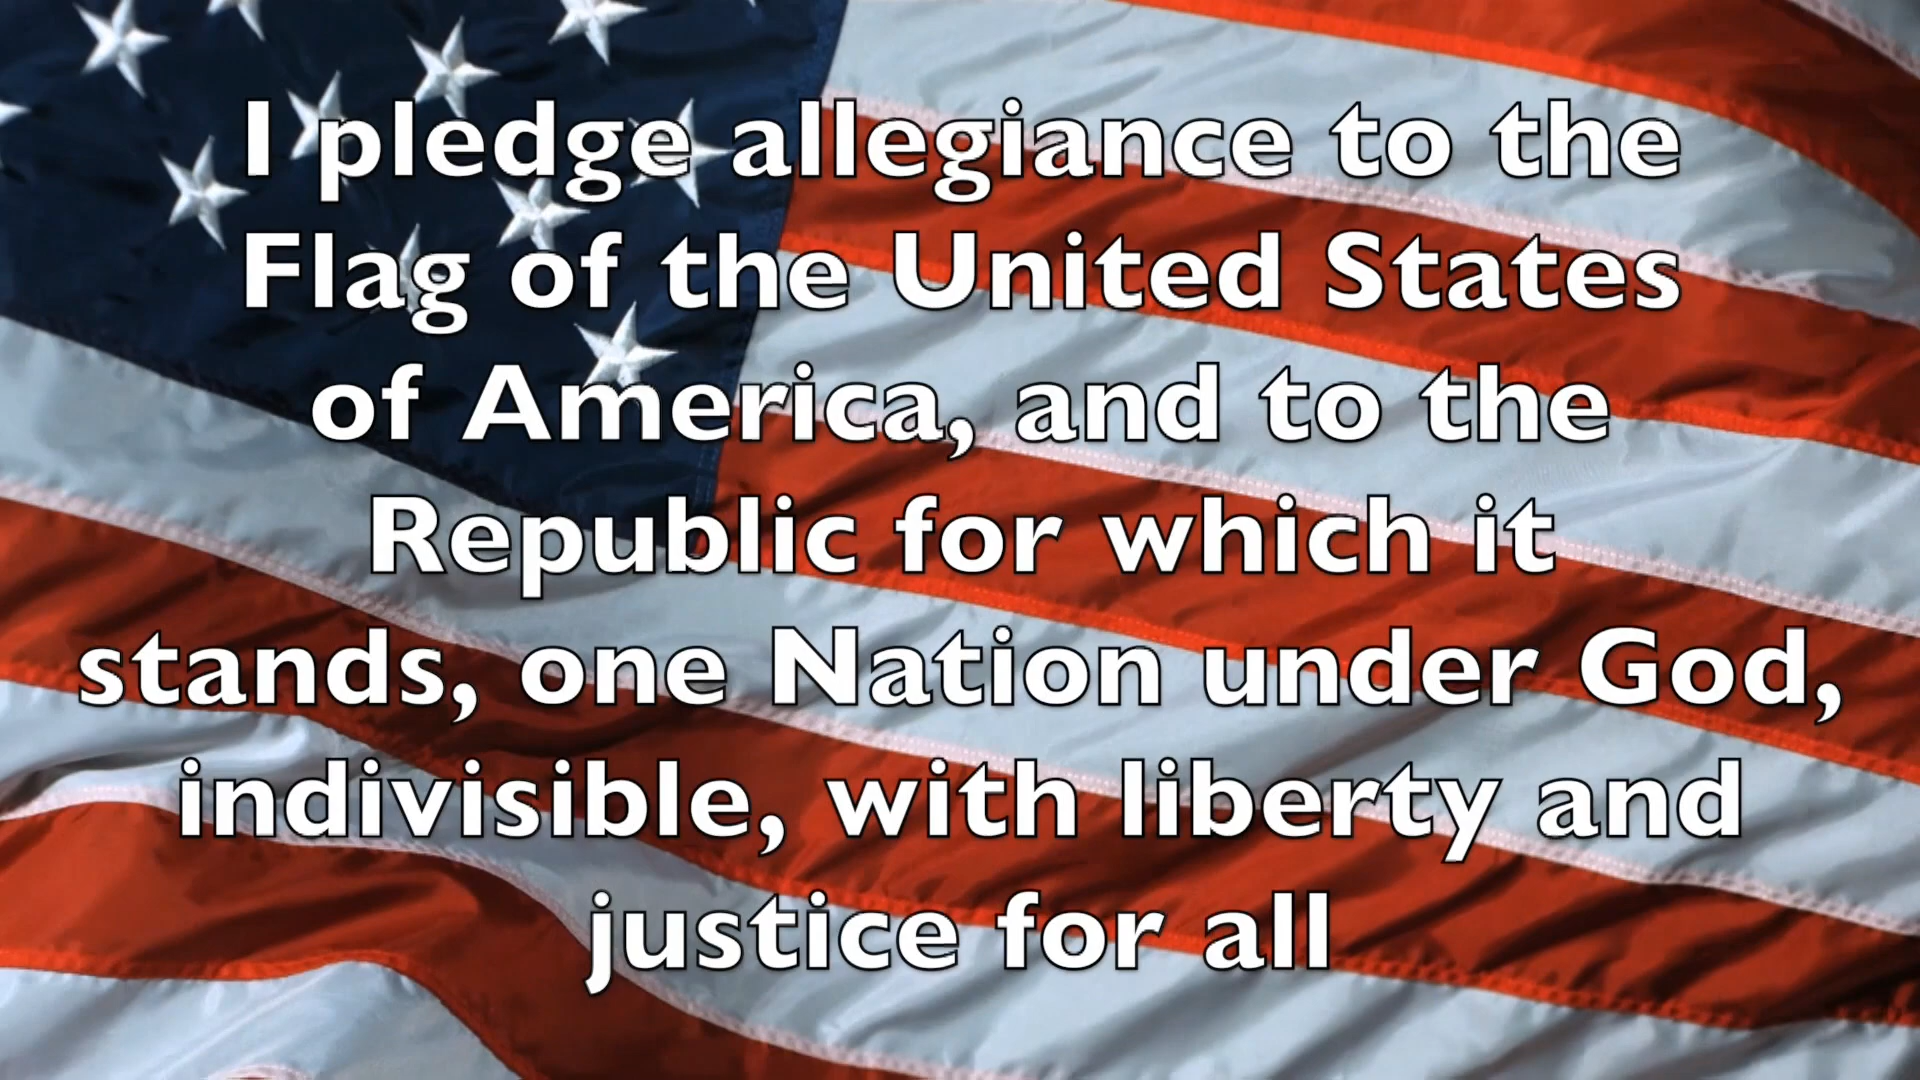 I pledge allegiance to the
Flag of the United States
of America, and to the
Republic for which it
stands, one Nation under God,
indivisible, with liberty and
justice for all